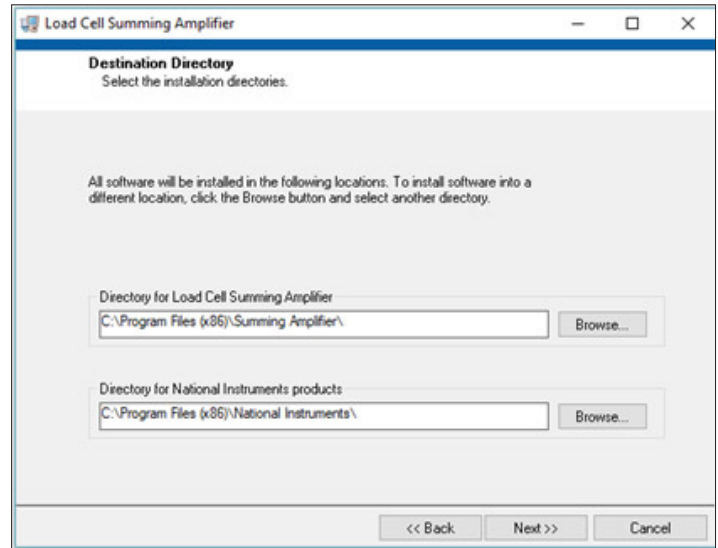 Load Cell Summing Amplifier
Destination Directory
Select the installation directories.
All software will be installed in the following locations. To install software into a
different location, click the Browse button and select another directory.
Directory for Load Cell Summing Amplifier
C:\Program Files (x86)\Summing Amplifier\
Browse...
Directory for National Instruments products
C:\Program Files (x86)\National Instruments\
Browse...
<< Back
Next >>
Cancel